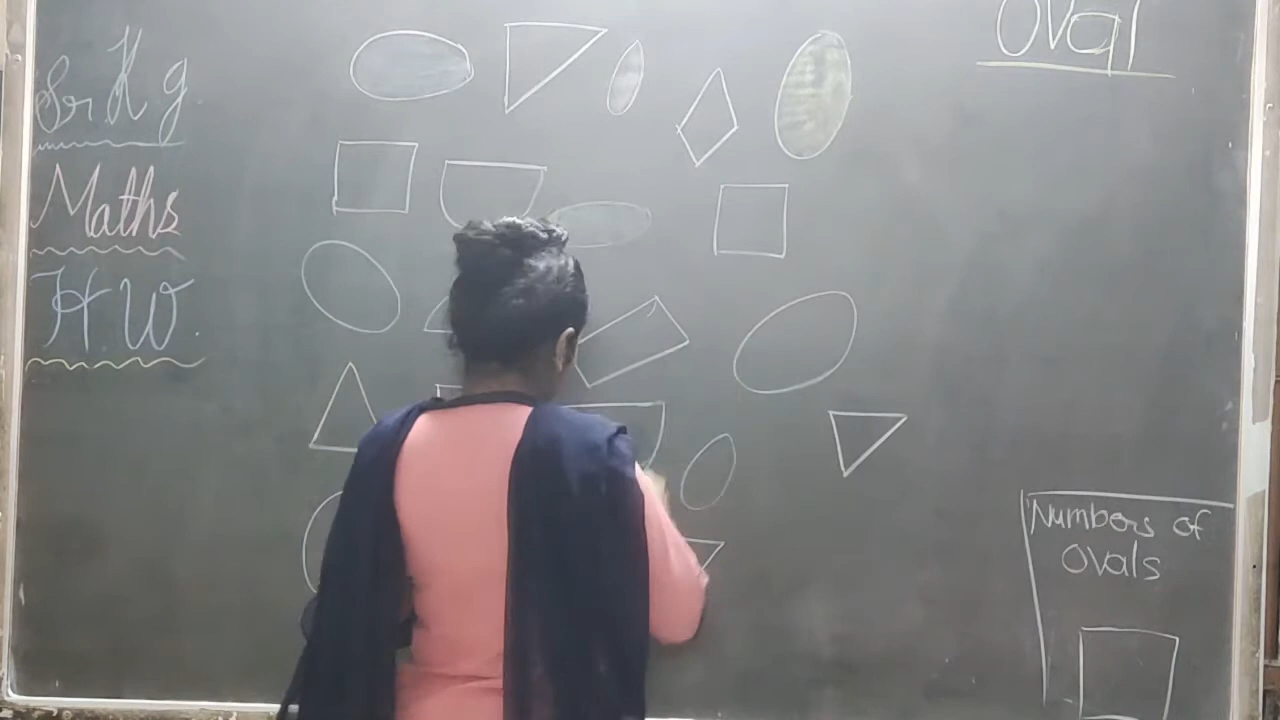 Sr. Kg.
Maths
H.W.
Oval
Numbers of
ovals